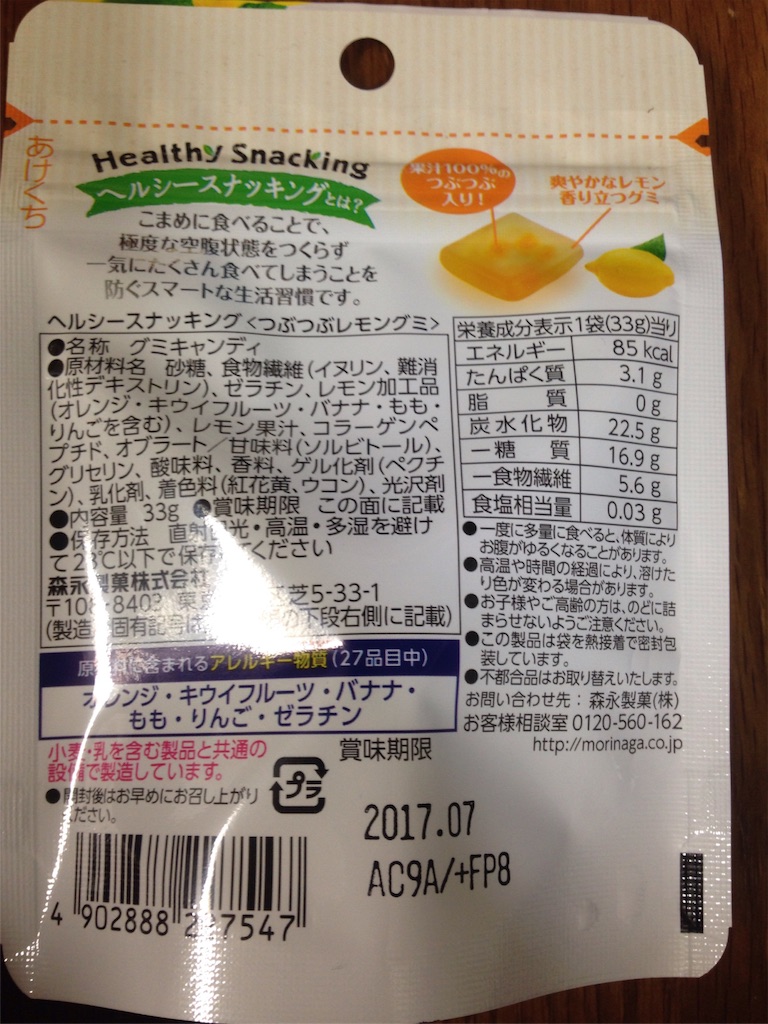 あけくち
Healthy Snacking
ヘルシースナッキングとは?
こまめに食べることで、
極度な空腹状態をつくらず
一気にたくさん食べてしまうことを
防ぐスマートな生活習慣です。
果汁100%の
つぶつぶ
入り!
爽やかなレモン
香り立つグミ
ヘルシースナッキング<つぶつぶレモングミ>
●名称 グミキャンディ
●原材料名 砂糖、食物繊維(イヌリン、難消
化性デキストリン)、ゼラチン、レモン加工品
(オレンジ・キウイフルーツ・バナナ・もも・
りんごを含む)、レモン果汁、コラーゲンペ
プチド、オブラート/甘味料(ソルビトール)、
グリセリン、酸味料、香料、ゲル化剤(ペクチ
ン)、乳化剤、着色料(紅花黄、ウコン)、光沢剤
●内容量 33g ●賞味期限 この面に記載
●保存方法 直射日光・高温・多湿を避け
て28℃以下で保存 ください
森永製菓株式会社
〒108-8403 東 芝5-33-1
(製造 固有記号は の下段右側に記載)
栄養成分表示1袋(33g)当り
エネルギー 85 kcal
たんぱく質 3.1 g
脂質 0 g
炭水化物 22.5 g
ー糖質 16.9 g
ー食物繊維 5.6 g
食塩相当量 0.03 g
●一度に多量に食べると、体質により
お腹がゆるくなることがあります。
●高温や時間の経過により、溶けた
り色が変わる場合があります。
●お子様やご高齢の方は、のどに詰
まらせないようご注意ください。
●この製品は袋を熱接着で密封包
装しています。
●不都合品はお取り替えいたします。
お問い合わせ先:森永製菓(株)
お客様相談室 0120-560-162
http://morinaga.co.jp
原 に含まれるアレルギー物質(27品目中)
オレンジ・キウイフルーツ・バナナ・
もも・りんご・ゼラチン
小麦・乳を含む製品と共通の
設備で製造しています。
●開封後はお早めにお召し上がり
ください。
プラ
賞味期限
2017.07
AC9A/+FP8
4 902888 2 7547